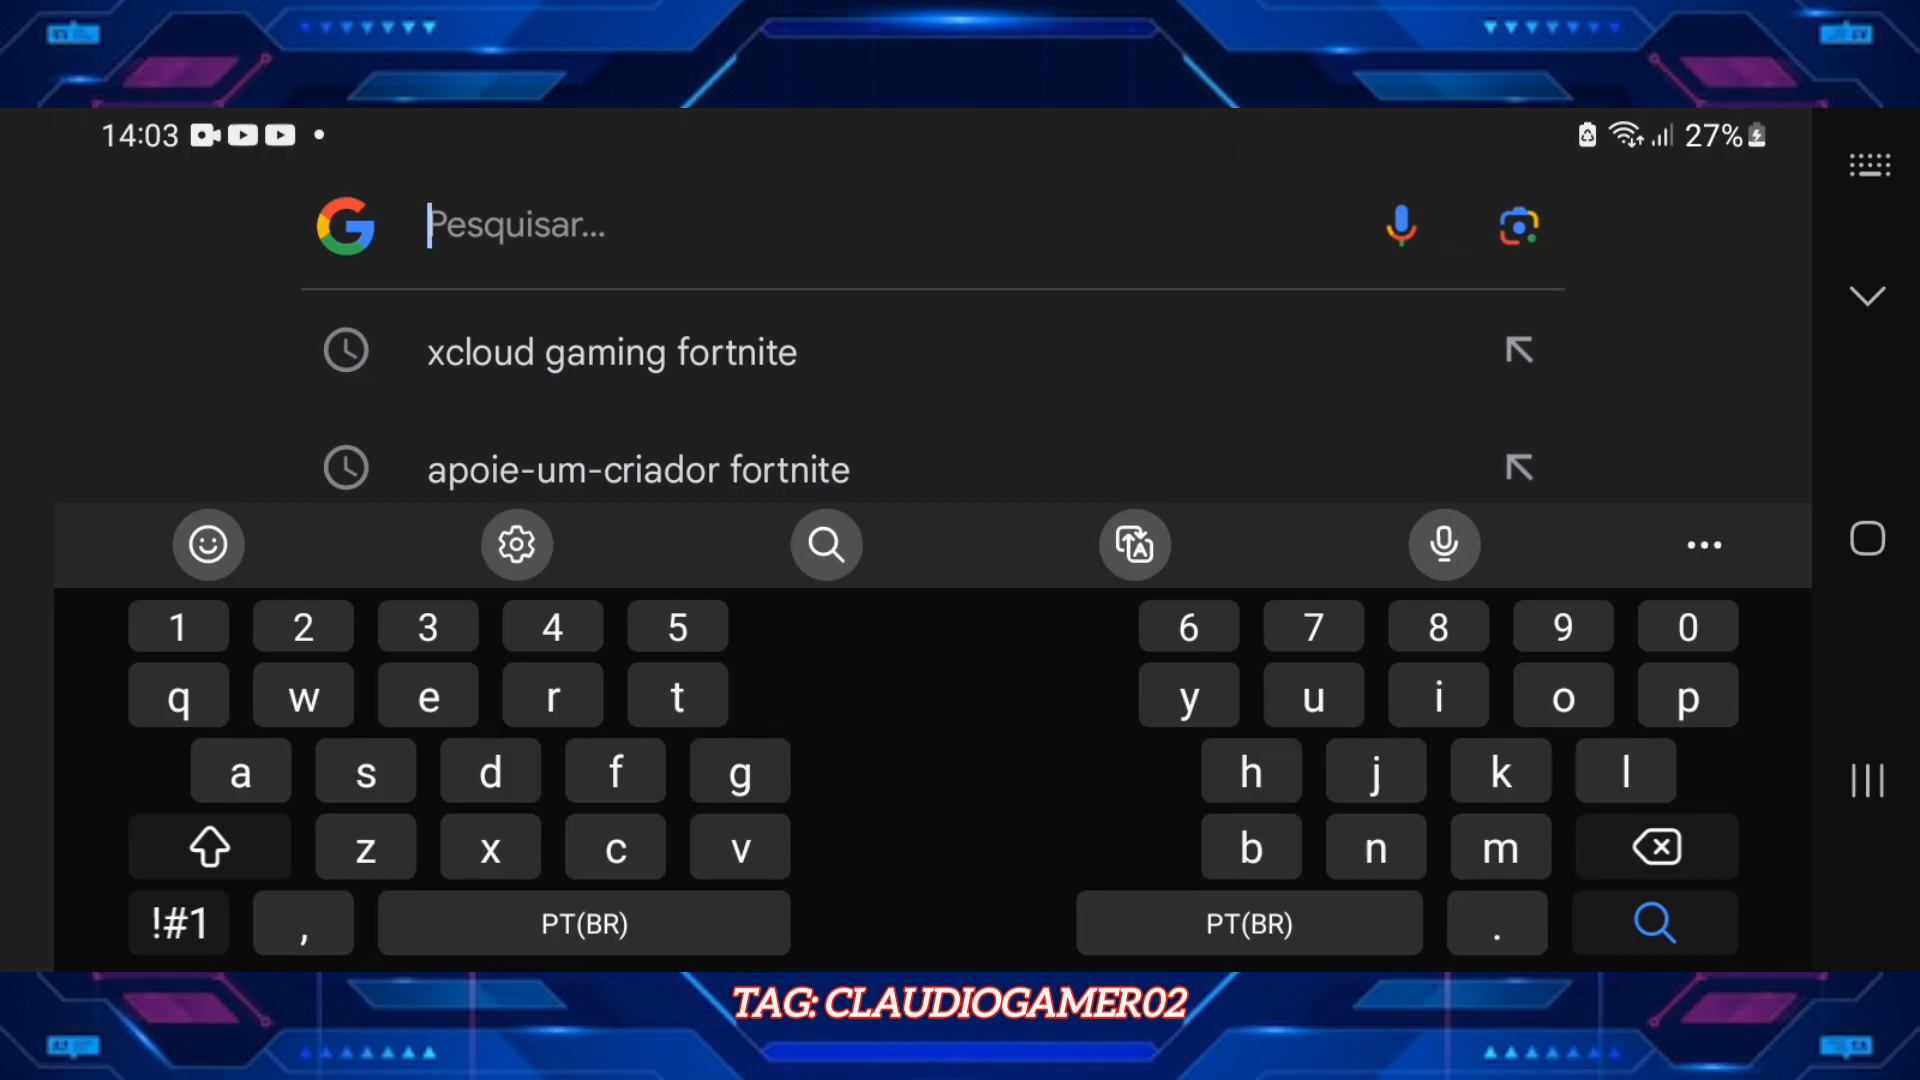 14:03
27%
Pesquisar...
xcloud gaming fortnite
apoie-um-criador fortnite
1 2 3 4 5 6 7 8 9 0
q w e r t y u i o p
a s d f g h j k l
z x c v b n m
!#1 , PT(BR) PT(BR) .
TAG: CLAUDIOGAMER02